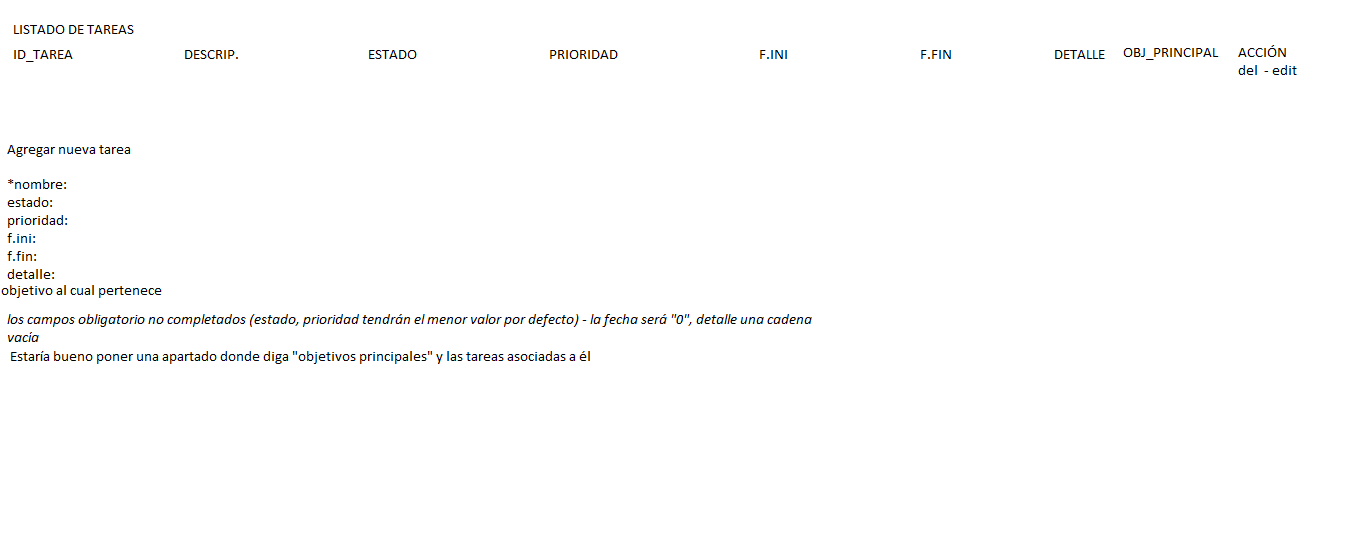 LISTADO DE TAREAS
ID_TAREA DESCRIP. ESTADO PRIORIDAD F.INI F.FIN DETALLE OBJ_PRINCIPAL ACCIÓN
del - edit
Agregar nueva tarea
*nombre:
estado:
prioridad:
f.ini:
f.fin:
detalle:
objetivo al cual pertenece
los campos obligatorio no completados (estado, prioridad tendrán el menor valor por defecto) - la fecha será "0", detalle una cadena
vacía
Estaría bueno poner una apartado donde diga "objetivos principales" y las tareas asociadas a él